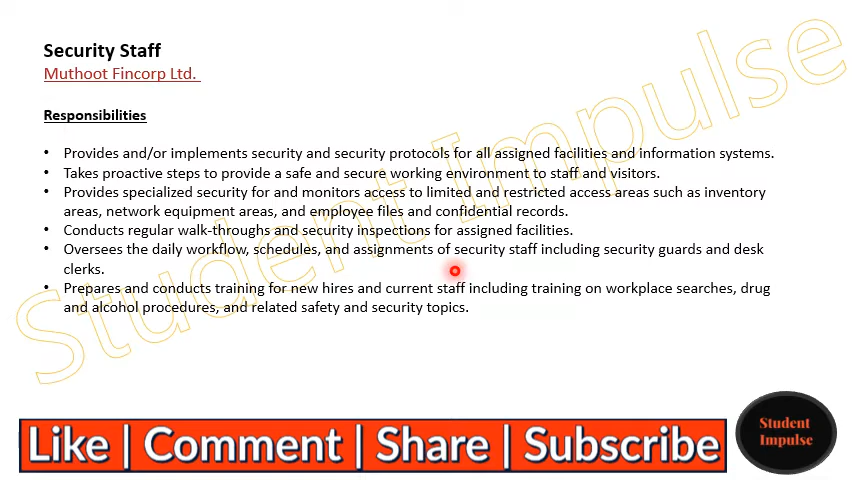 Security Staff
Muthoot Fincorp Ltd.
Responsibilities
• Provides and/or implements security and security protocols for all assigned facilities and information systems.
• Takes proactive steps to provide a safe and secure working environment to staff and visitors.
• Provides specialized security for and monitors access to limited and restricted access areas such as inventory
areas, network equipment areas, and employee files and confidential records.
• Conducts regular walk-throughs and security inspections for assigned facilities.
• Oversees the daily workflow, schedules, and assignments of security staff including security guards and desk
clerks.
• Prepares and conducts training for new hires and current staff including training on workplace searches, drug
and alcohol procedures, and related safety and security topics.
Student Impulse
Like | Comment | Share | Subscribe
Student
Impulse